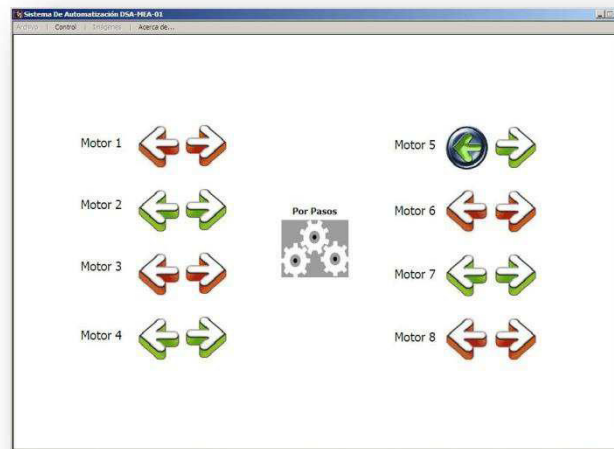 Sistema De Automatización DSA-MRA-01
Archivo | Control | Imágenes | Acerca de...
Motor 1
Motor 2
Motor 3
Motor 4
Por Pasos
Motor 5
Motor 6
Motor 7
Motor 8